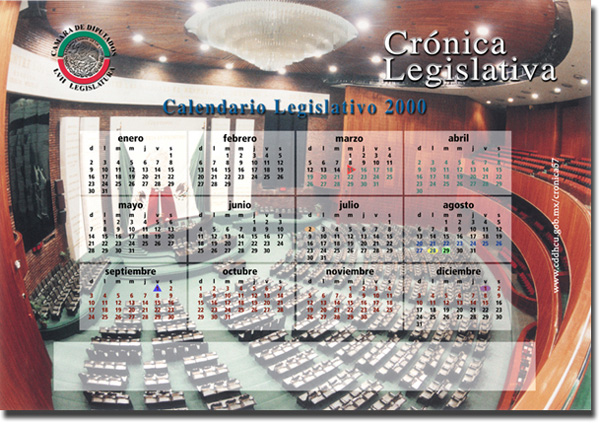 CÁMARA DE DIPUTADOS
LVII LEGISLATURA
Crónica
Legislativa
Calendario Legislativo 2000
enero
d l m m j v s
1
2 3 4 5 6 7 8
9 10 11 12 13 14 15
16 17 18 19 20 21 22
23 24 25 26 27 28 29
30 31
febrero
d l m m j v s
1 2 3 4 5
6 7 8 9 10 11 12
13 14 15 16 17 18 19
20 21 22 23 24 25 26
27 28 29
marzo
d l m m j v s
1 2 3 4
5 6 7 8 9 10 11
12 13 14 16 17 18
19 20 21 22 23 24 25
26 27 28 29 30 31
abril
d l m m j v s
1
2 3 4 5 6 7 8
9 10 11 12 13 14 15
16 17 18 19 20 21 22
23 24 25 26 27 28 29
30
mayo
d l m m j v s
1 2 3 4 5 6
7 8 9 10 11 12 13
14 15 16 17 18 19 20
21 22 23 24 25 26 27
28 29 30 31
junio
d l m m j v s
1 2 3
4 5 6 7 8 9 10
11 12 13 14 15 16 17
18 19 20 21 22 23 24
25 26 27 28 29 30
julio
d l m m j v s
1
2 3 4 5 6 7 8
9 10 11 12 13 14 15
16 17 18 19 20 21 22
23 24 25 26 27 28 29
30 31
agosto
d l m m j v s
1 2 3 4 5
6 7 8 9 10 11 12
13 14 15 16 17 18 19
20 21 22 23 24 25 26
27 28 29 30 31
septiembre
d l m m j v s
2
3 4 5 6 7 8 9
10 11 12 13 14 15 16
17 18 19 20 21 22 23
24 25 26 27 28 29 30
octubre
d l m m j v s
1 2 3 4 5 6 7
8 9 10 11 12 13 14
15 16 17 18 19 20 21
22 23 24 25 26 27 28
29 30 31
noviembre
d l m m j v s
1 2 3 4
5 6 7 8 9 10 11
12 13 14 15 16 17 18
19 20 21 22 23 24 25
26 27 28 29 30
diciembre
d l m m j v s
1 2
3 4 5 6 7 8 9
10 11 12 13 14 15 16
17 18 19 20 21 22 23
24 25 26 27 28 29 30
31
www.cddhcu.gob.mx/cronica57